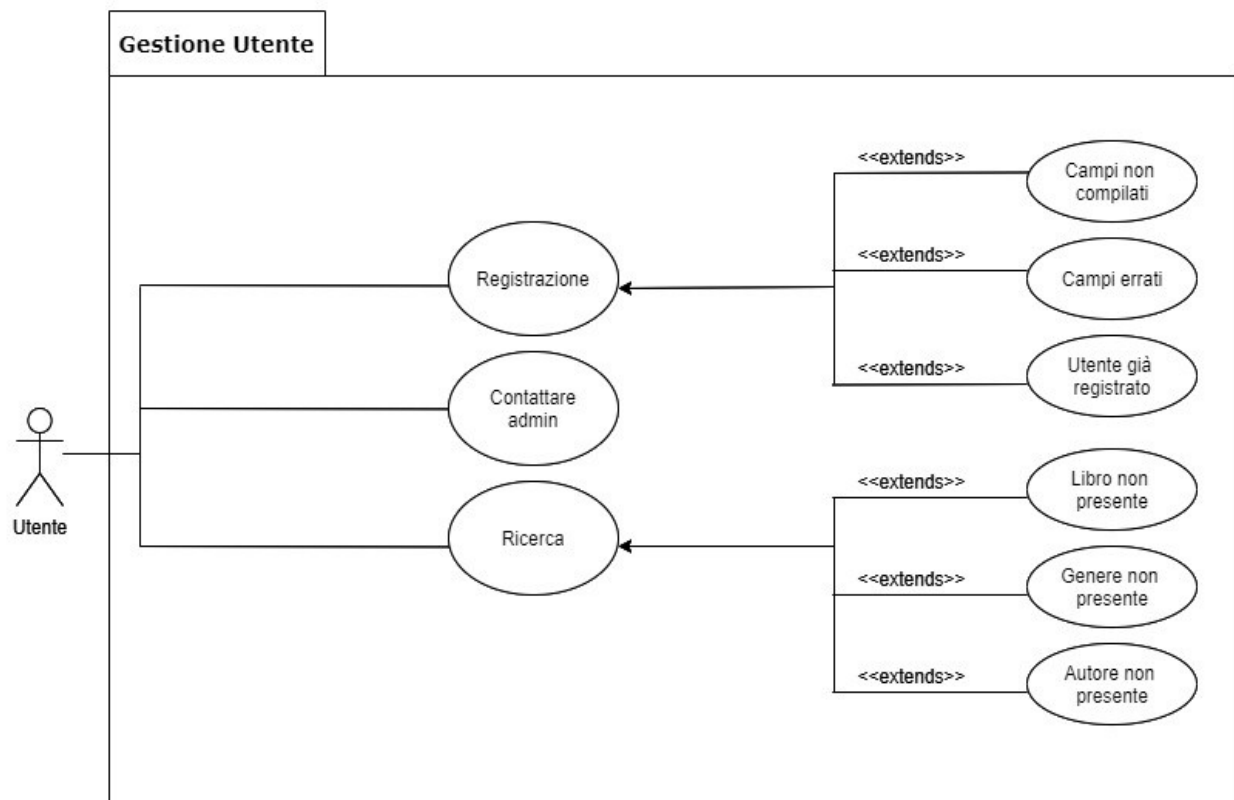 Gestione Utente
<<extends>>
Campi non
compilati
Registrazione
<<extends>>
Campi errati
<<extends>>
Utente già
registrato
Contattare
admin
Utente
<<extends>>
Libro non
presente
Ricerca
<<extends>>
Genere non
presente
<<extends>>
Autore non
presente